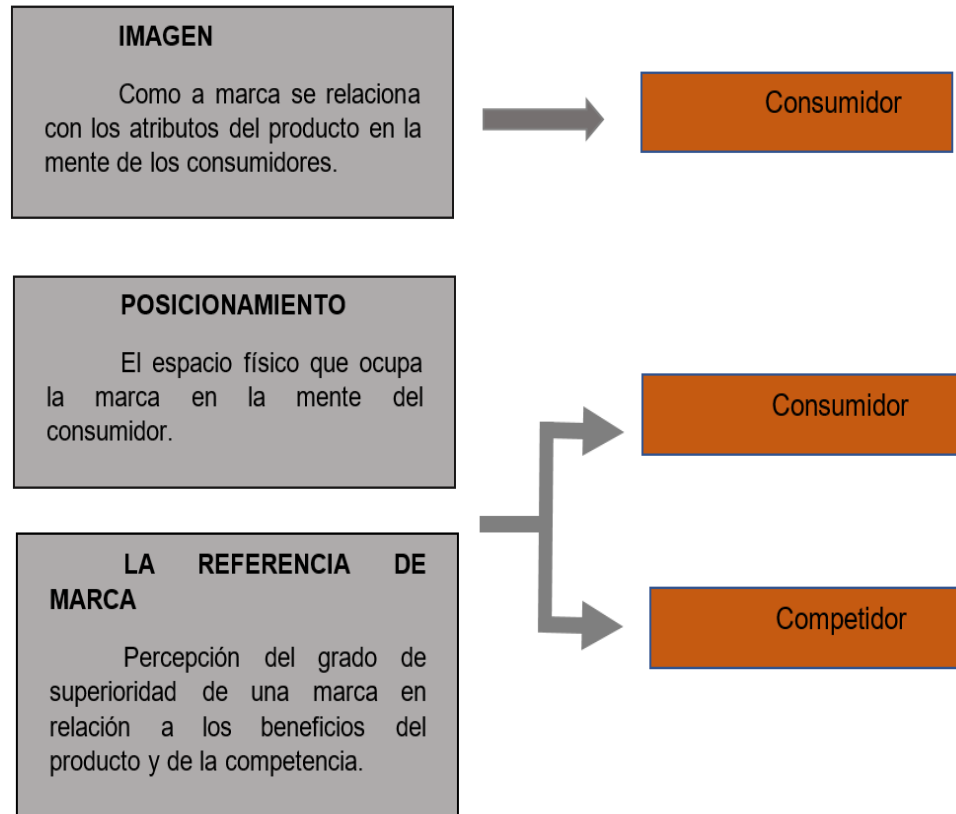 IMAGEN
Como a marca se relaciona
con los atributos del producto en la
mente de los consumidores.
Consumidor
POSICIONAMIENTO
El espacio físico que ocupa
la marca en la mente del
consumidor.
Consumidor
LA REFERENCIA DE
MARCA
Percepción del grado de
superioridad de una marca en
relación a los beneficios del
producto y de la competencia.
Competidor